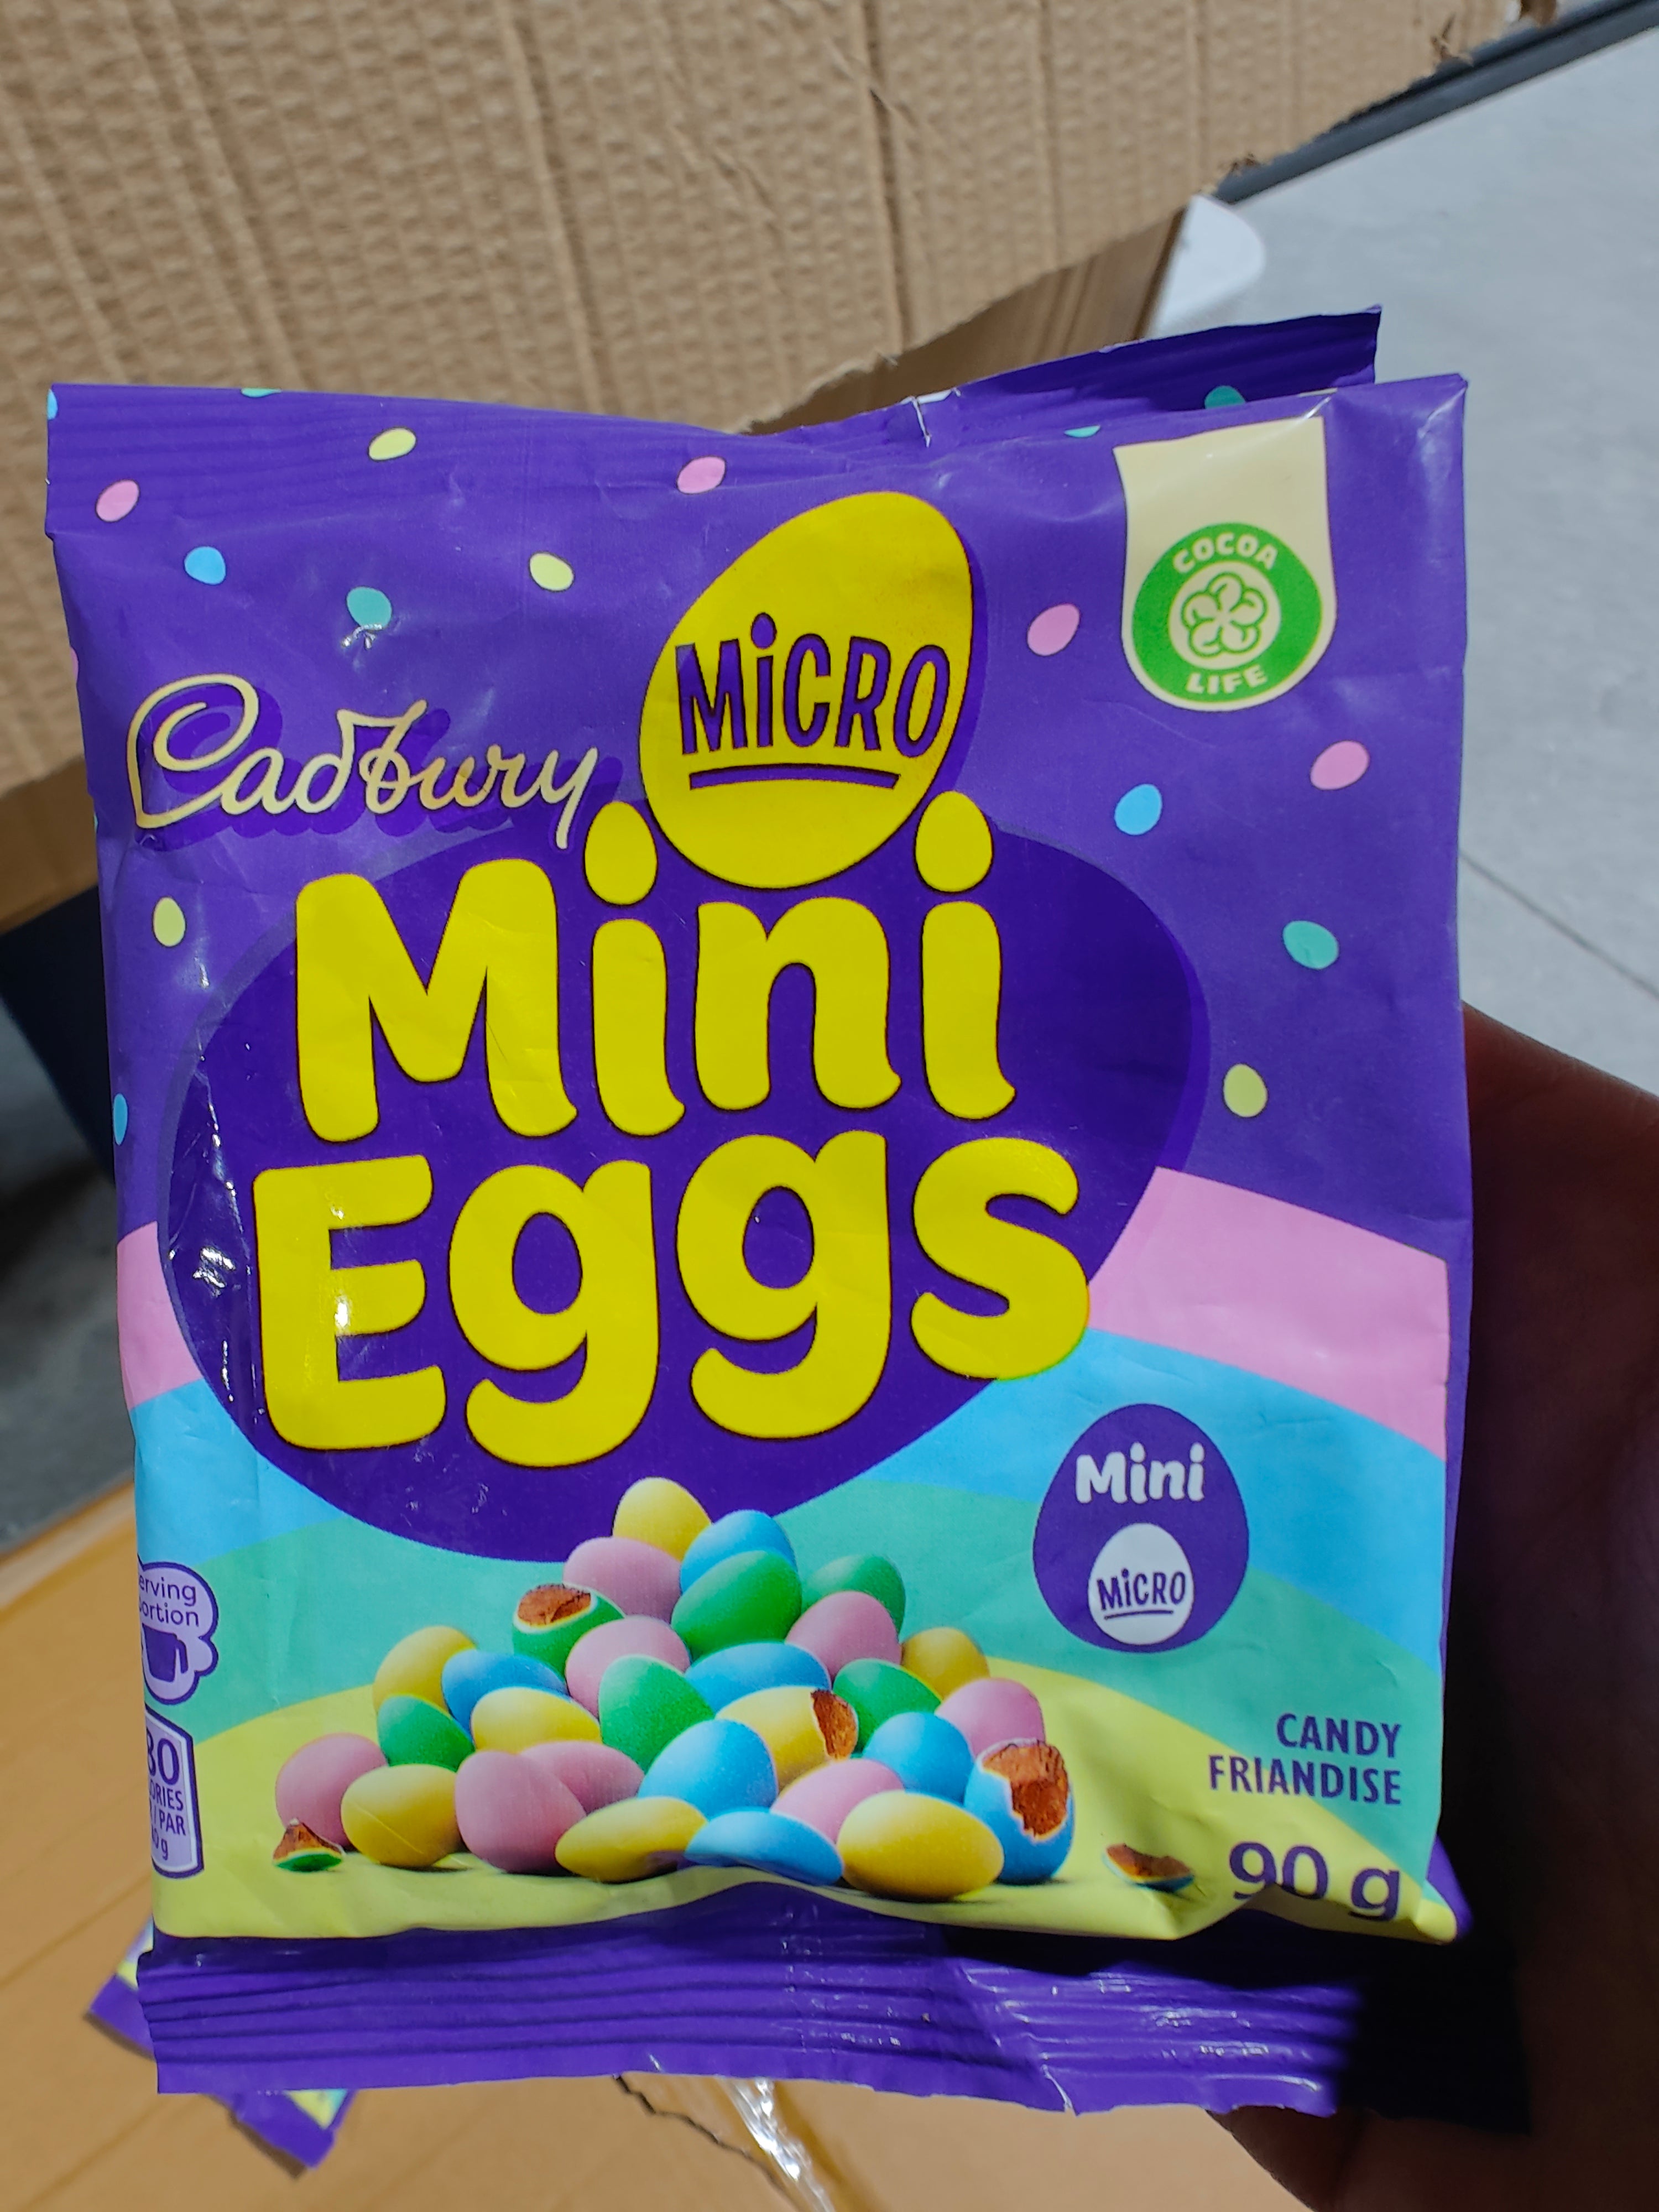 COCOA
LIFE
Cadbury
MiCRO
Mini
Eggs
Mini
MiCRO
CANDY
FRIANDISE
90 g